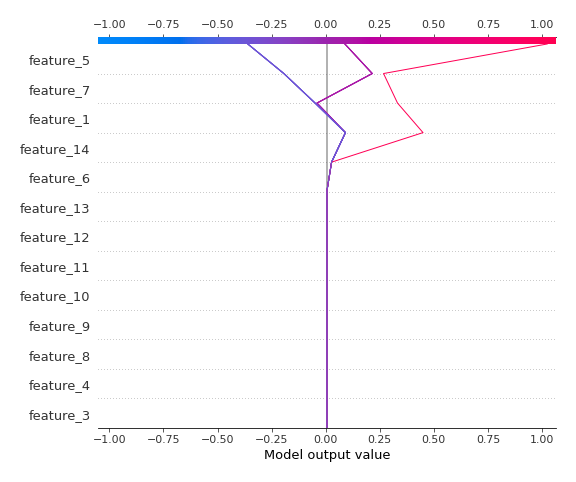 −1.00 −0.75 −0.50 −0.25 0.00 0.25 0.50 0.75 1.00
feature_5
feature_7
feature_1
feature_14
feature_6
feature_13
feature_12
feature_11
feature_10
feature_9
feature_8
feature_4
feature_3
−1.00 −0.75 −0.50 −0.25 0.00 0.25 0.50 0.75 1.00
Model output value